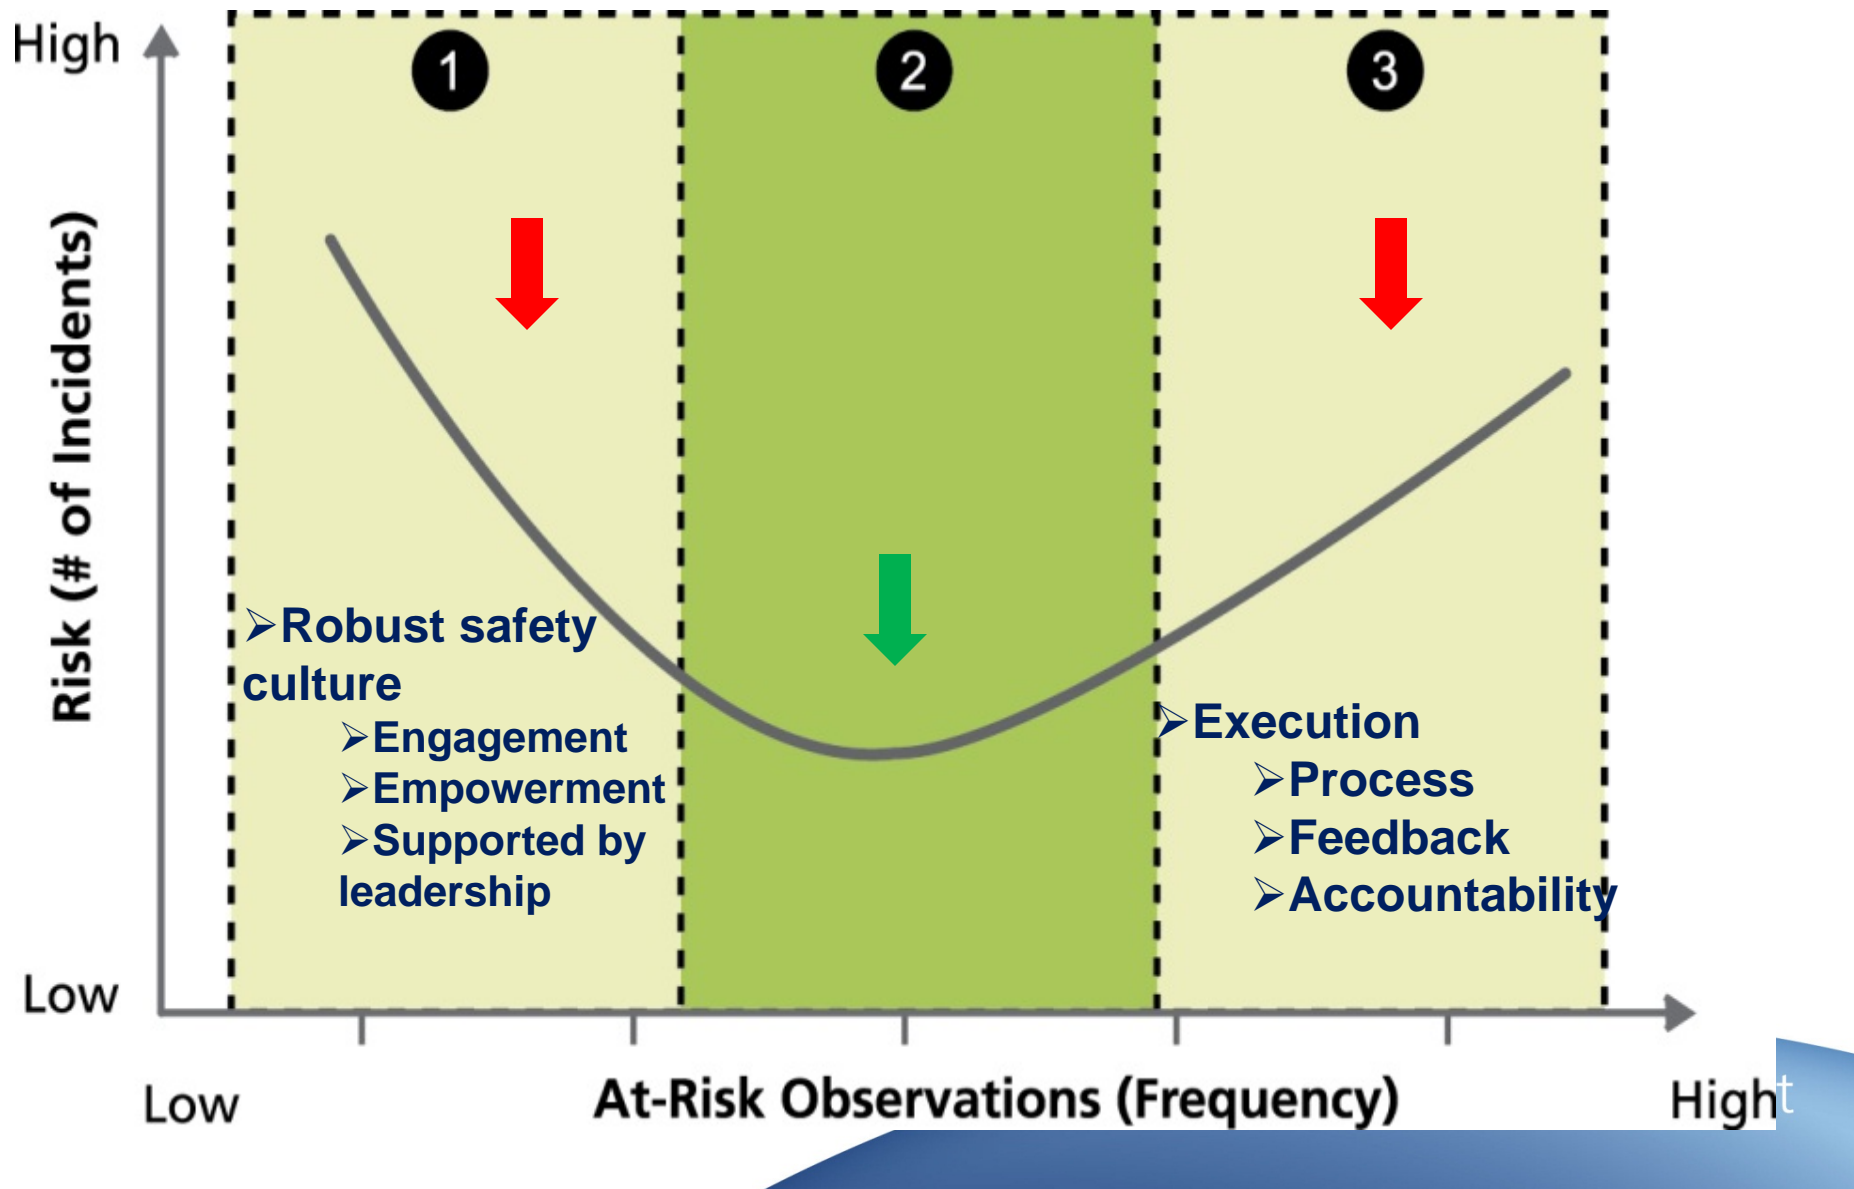 High
1
2
3
Risk (# of Incidents)
➢Robust safety
culture
➢Engagement
➢Empowerment
➢Supported by
leadership
➢Execution
➢Process
➢Feedback
➢Accountability
Low
Low
At-Risk Observations (Frequency)
High
t